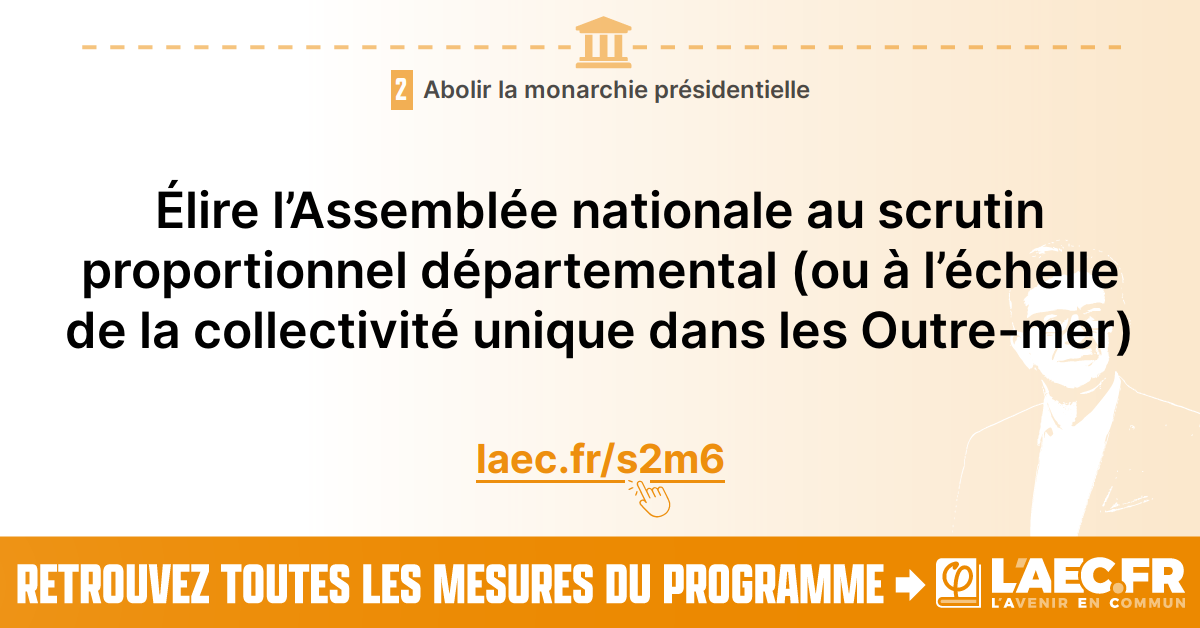 2 Abolir la monarchie présidentielle
Élire l’Assemblée nationale au scrutin
proportionnel départemental (ou à l’échelle
de la collectivité unique dans les Outre-mer)
laec.fr/s2m6
RETROUVEZ TOUTES LES MESURES DU PROGRAMME
L'AEC.FR
L'AVENIR EN COMMUN